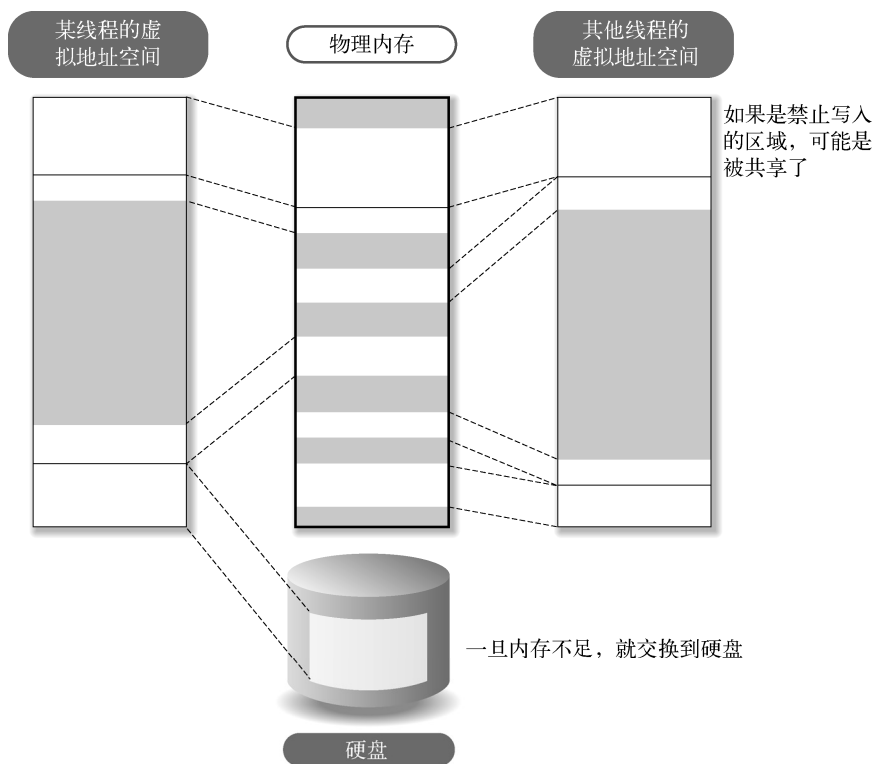 某线程的虚
拟地址空间
物理内存
其他线程的
虚拟地址空间
如果是禁止写入
的区域，可能是
被共享了
一旦内存不足，就交换到硬盘
硬盘